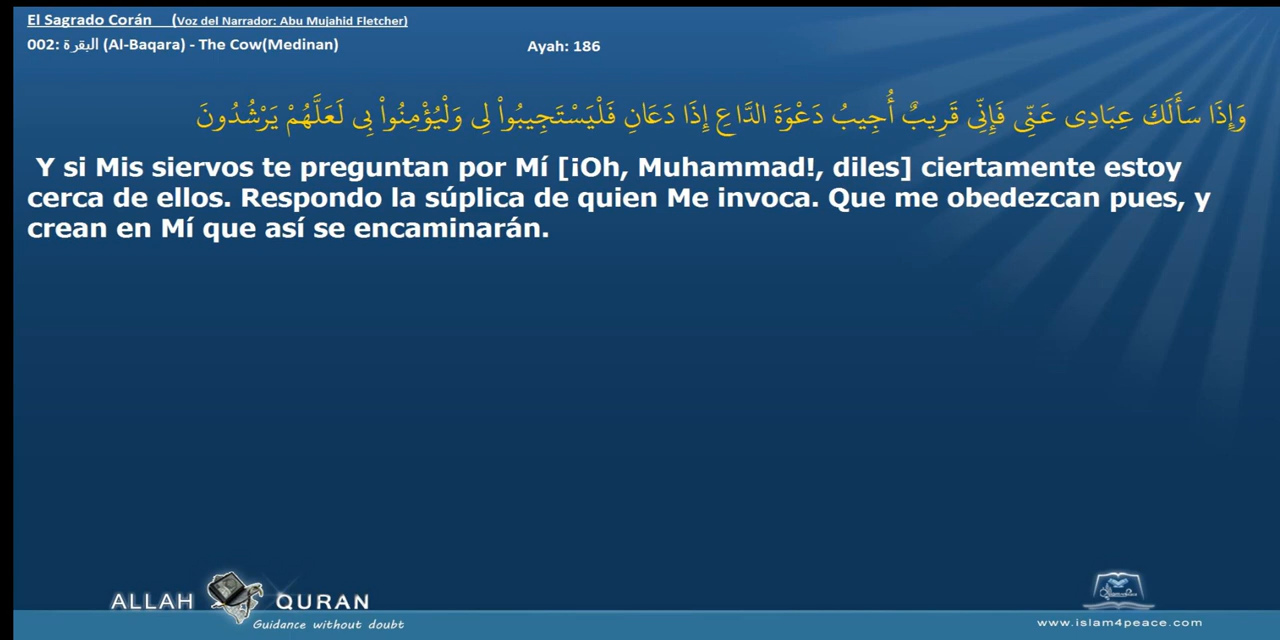 El Sagrado Corán (Voz del Narrador: Abu Mujahid Fletcher)
002: البقرة (Al-Baqara) - The Cow(Medinan)
Ayah: 186
وَإِذَا سَأَلَكَ عِبَادِى عَنِّى فَإِنِّى قَرِيبٌ أُجِيبُ دَعْوَةَ الدَّاعِ إِذَا دَعَانِ فَلْيَسْتَجِيبُواْ لِى وَلْيُؤْمِنُواْ بِى لَعَلَّهُمْ يَرْشُدُونَ
Y si Mis siervos te preguntan por Mí [¡Oh, Muhammad!, diles] ciertamente estoy
cerca de ellos. Respondo la súplica de quien Me invoca. Que me obedezcan pues, y
crean en Mí que así se encaminarán.
ALLAH QURAN
Guidance without doubt
www.islam4peace.com